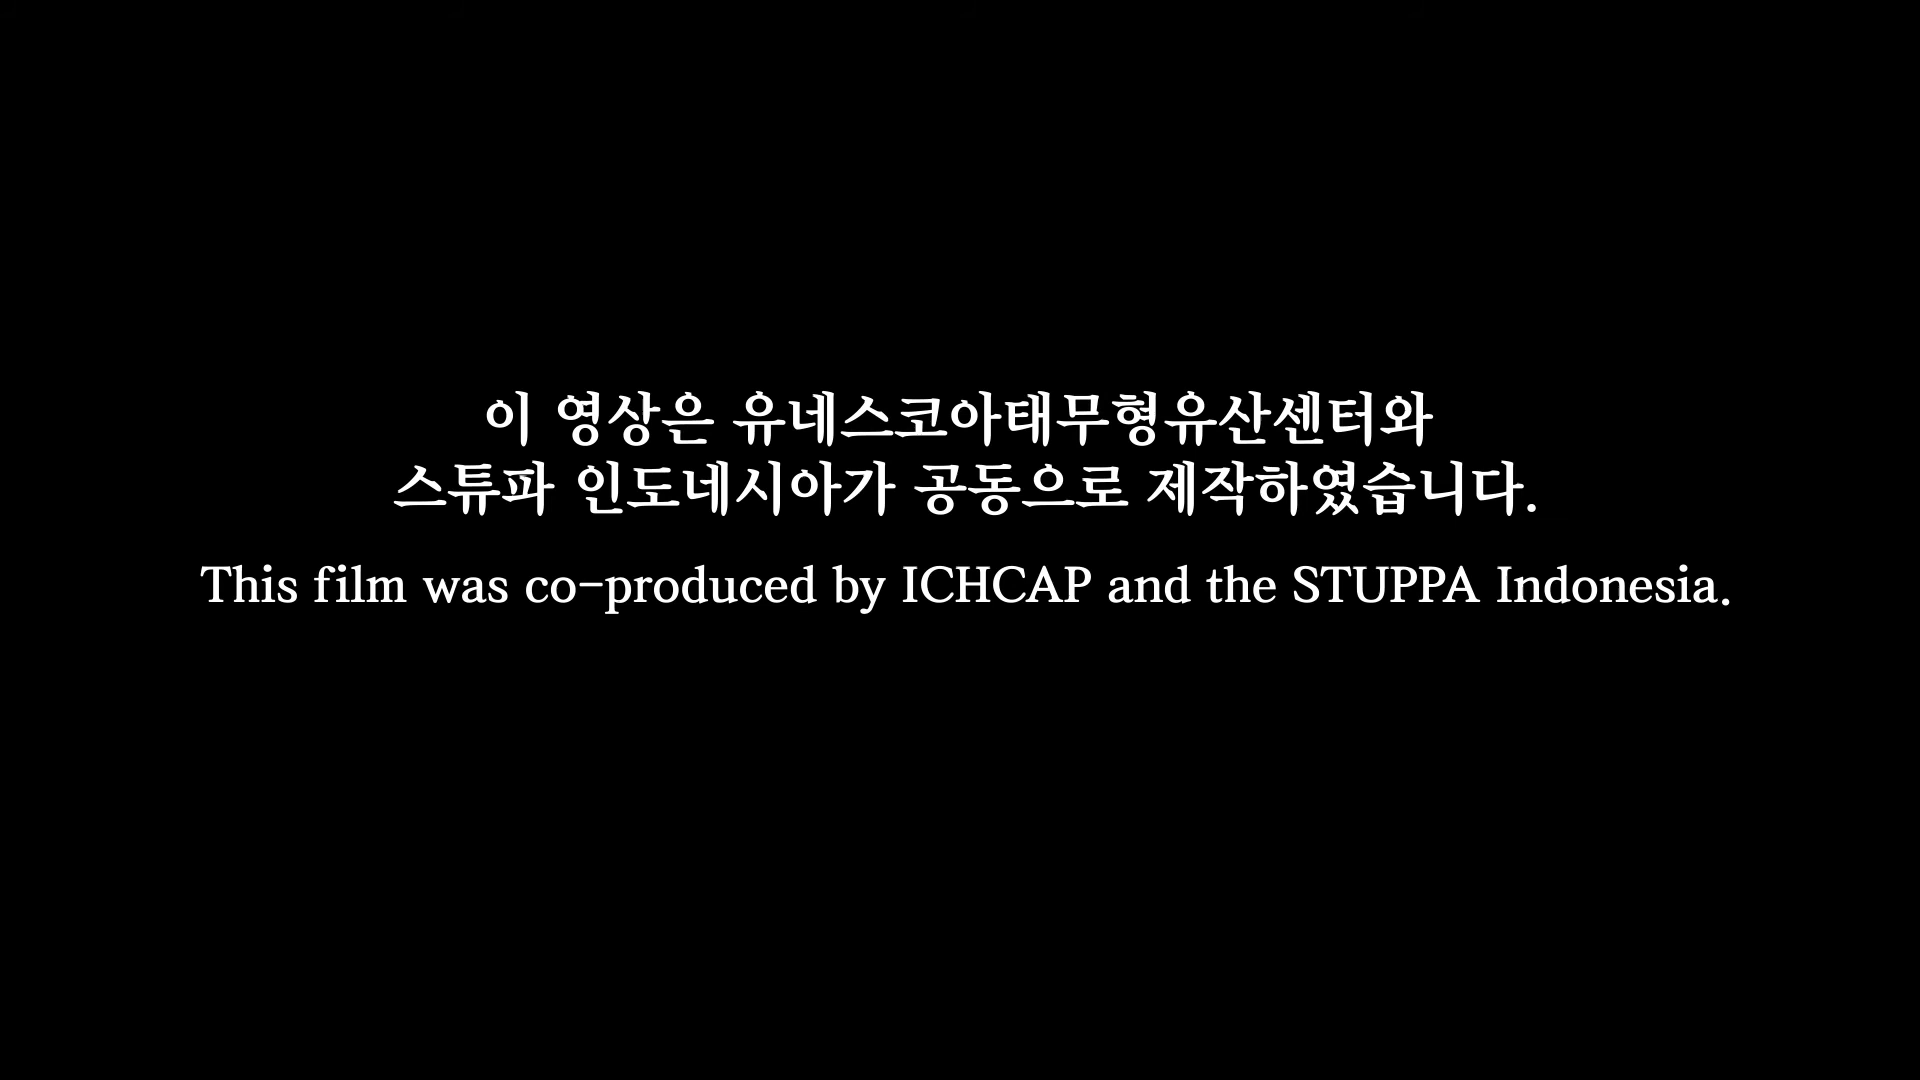 이 영상은 유네스코아태무형유산센터와
스튜파 인도네시아가 공동으로 제작하였습니다.
This film was co-produced by ICHCAP and the STUPPA Indonesia.